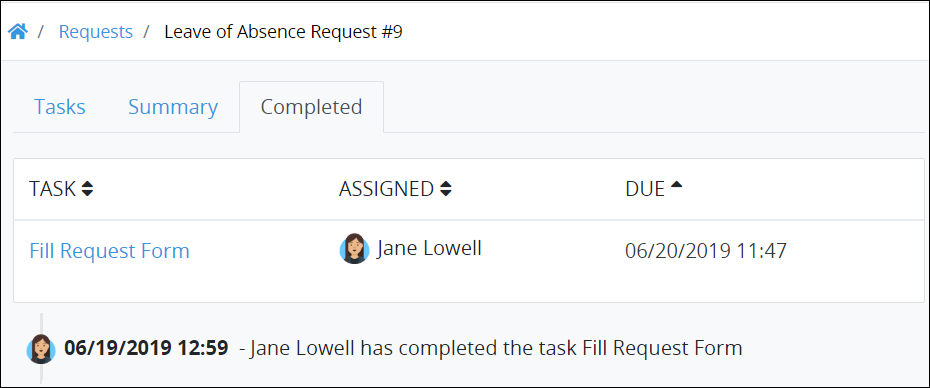 / Requests / Leave of Absence Request #9
Tasks Summary Completed
TASK ASSIGNED DUE
Fill Request Form Jane Lowell 06/20/2019 11:47
06/19/2019 12:59 - Jane Lowell has completed the task Fill Request Form